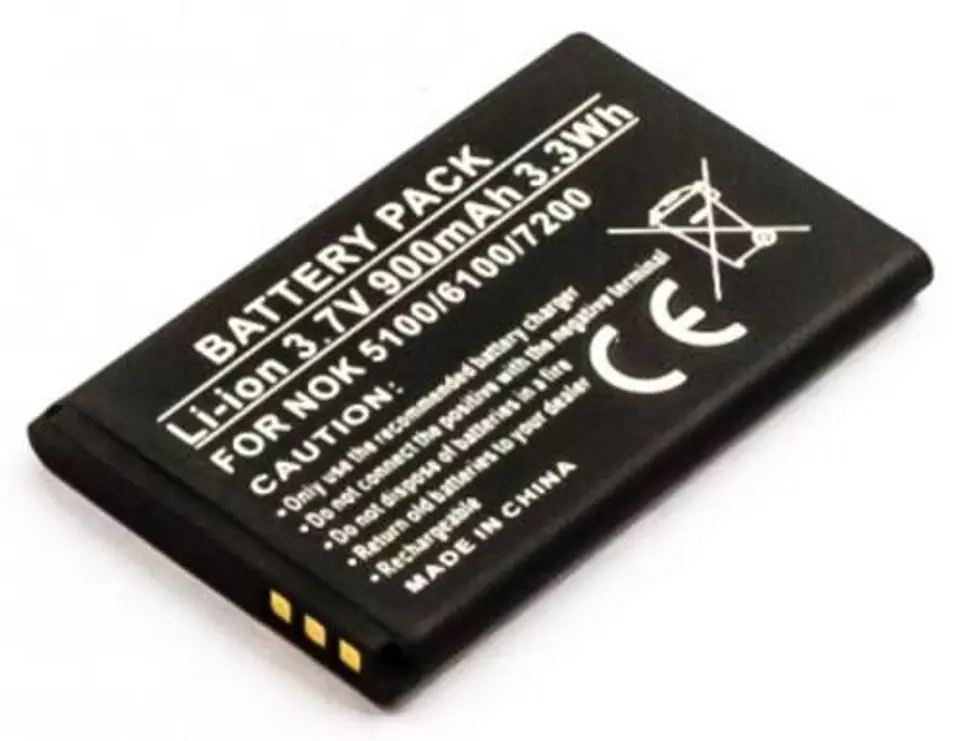 BATTERY PACK
Li-ion 3.7V 900mAh 3.3Wh
FOR NOK 5100/6100/7200
CAUTION:
• Only use the recommended battery charger
• Do not connect the positive with the negative terminal
• Do not dispose of batteries in a fire
• Return old batteries to your dealer
• Rechargeable
MADE IN CHINA
CE